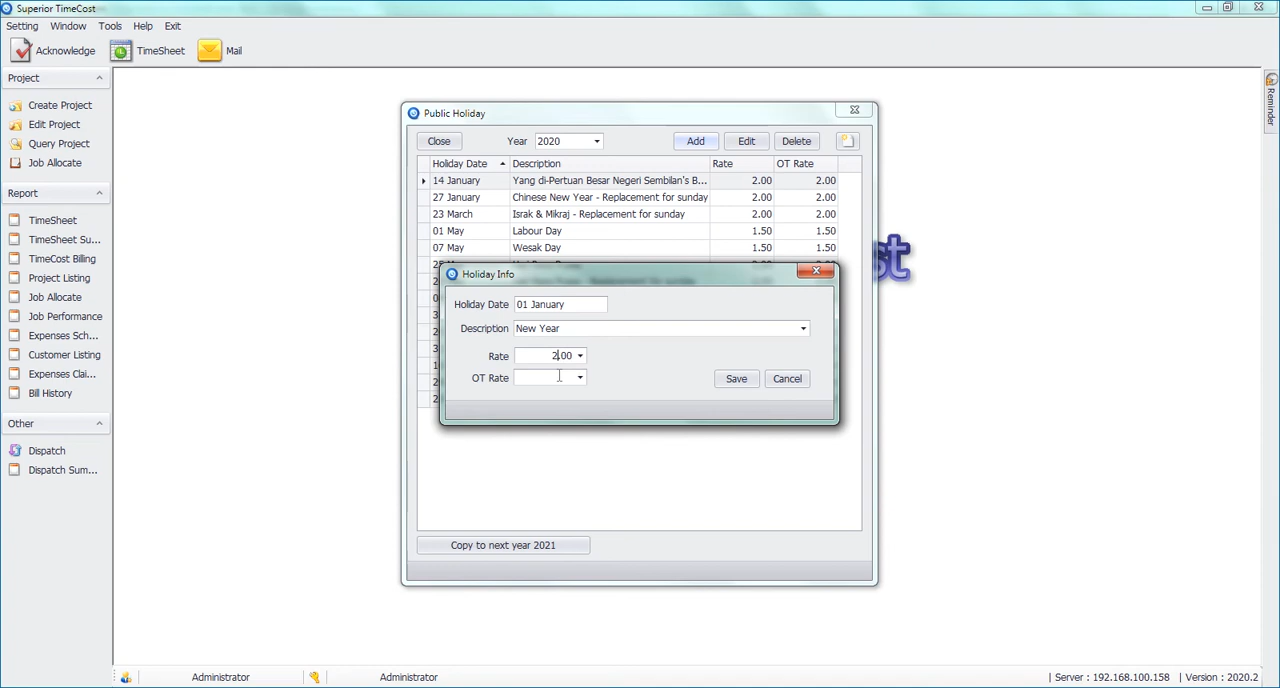 Superior TimeCost
Setting Window Tools Help Exit
Acknowledge TimeSheet Mail
Project
Create Project
Edit Project
Query Project
Job Allocate
Report
TimeSheet
TimeSheet Su...
TimeCost Billing
Project Listing
Job Allocate
Job Performance
Expenses Sch...
Customer Listing
Expenses Clai...
Bill History
Other
Dispatch
Dispatch Sum...
Reminder
Public Holiday
Close Year 2020 Add Edit Delete
Holiday Date Description Rate OT Rate
14 January Yang di-Pertuan Besar Negeri Sembilan's B... 2.00 2.00
27 January Chinese New Year - Replacement for sunday 2.00 2.00
23 March Israk & Mikraj - Replacement for sunday 2.00 2.00
01 May Labour Day 1.50 1.50
07 May Wesak Day 1.50 1.50
st
Holiday Info
Holiday Date 01 January
Description New Year
Rate 2.00
OT Rate
Save Cancel
Copy to next year 2021
Administrator Administrator | Server : 192.168.100.158 | Version : 2020.2